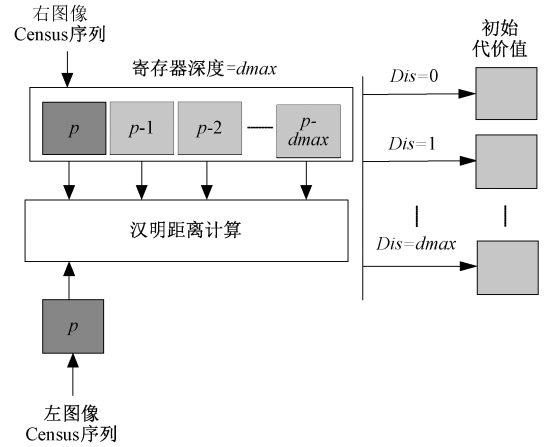 右图像
Census序列
寄存器深度=dmax
p
p-1
p-2
p-
dmax
汉明距离计算
p
左图像
Census序列
初始
代价值
Dis=0
Dis=1
Dis=dmax